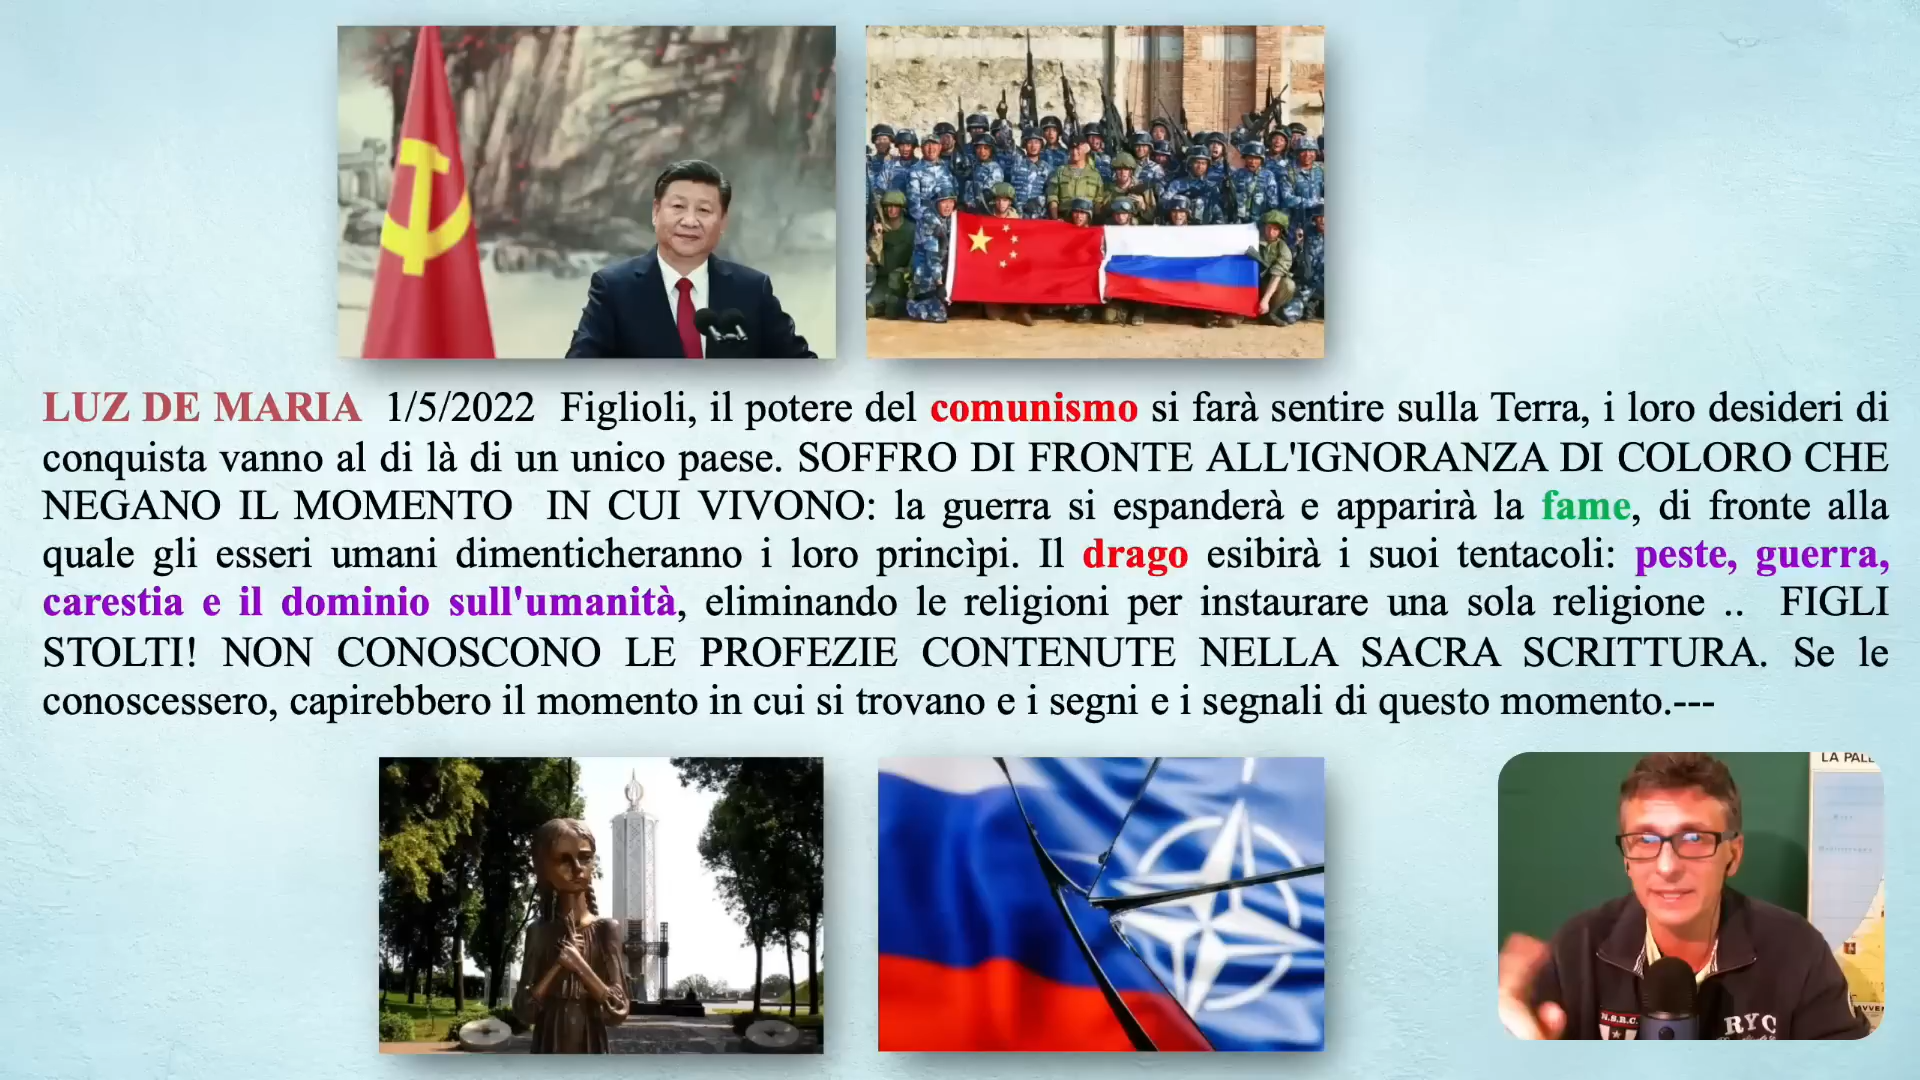 LUZ DE MARIA 1/5/2022 Figlioli, il potere del comunismo si farà sentire sulla Terra, i loro desideri di
conquista vanno al di là di un unico paese. SOFFRO DI FRONTE ALL'IGNORANZA DI COLORO CHE
NEGANO IL MOMENTO IN CUI VIVONO: la guerra si espanderà e apparirà la fame, di fronte alla
quale gli esseri umani dimenticheranno i loro princìpi. Il drago esibirà i suoi tentacoli: peste, guerra,
carestia e il dominio sull'umanità, eliminando le religioni per instaurare una sola religione .. FIGLI
STOLTI! NON CONOSCONO LE PROFEZIE CONTENUTE NELLA SACRA SCRITTURA. Se le
conoscessero, capirebbero il momento in cui si trovano e i segni e i segnali di questo momento.---
LA PALE
RYC